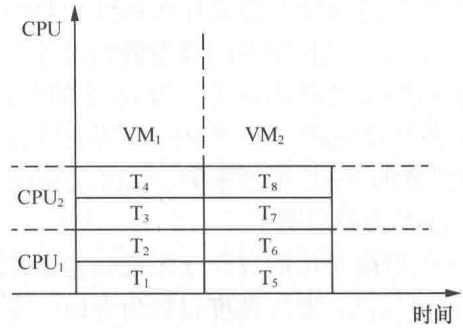 CPU
VM₁ VM₂
CPU₂
T₄ T₈
T₃ T₇
CPU₁
T₂ T₆
T₁ T₅
时间